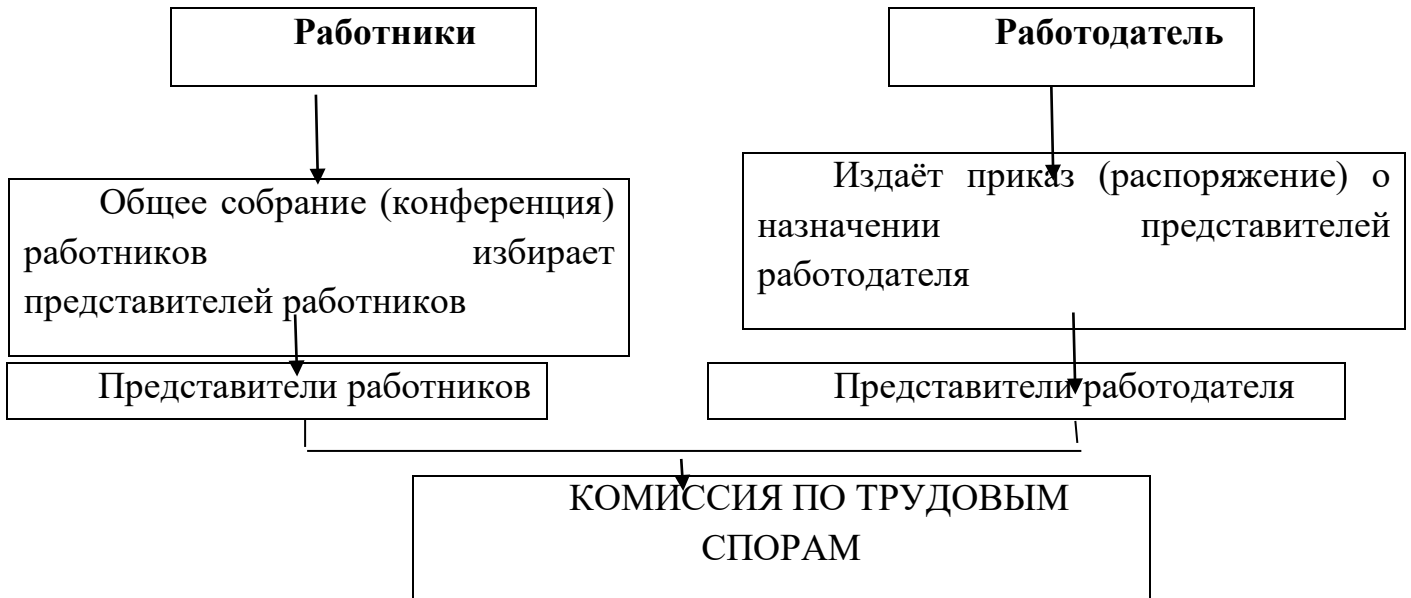 Работники
Работодатель
Общее собрание (конференция)
работников избирает
представителей работников
Издаёт приказ (распоряжение) о
назначении представителей
работодателя
Представители работников
Представители работодателя
КОМИССИЯ ПО ТРУДОВЫМ
СПОРАМ